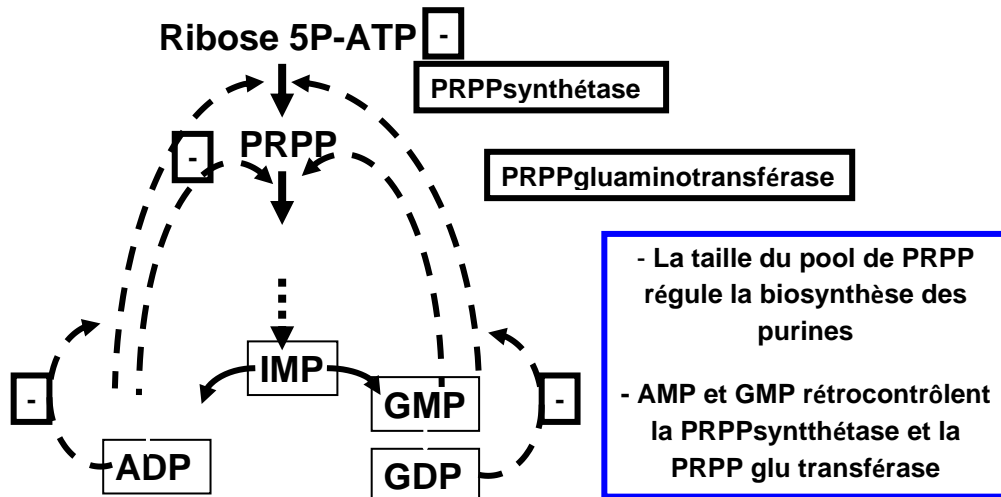 Ribose 5P-ATP -
PRPPsynthétase
- PRPP
PRPPgluaminotransférase
- La taille du pool de PRPP
régule la biosynthèse des
purines
IMP
- GMP -
- AMP et GMP rétrocontrôlent
la PRPPsyntthétase et la
PRPP glu transférase
ADP GDP